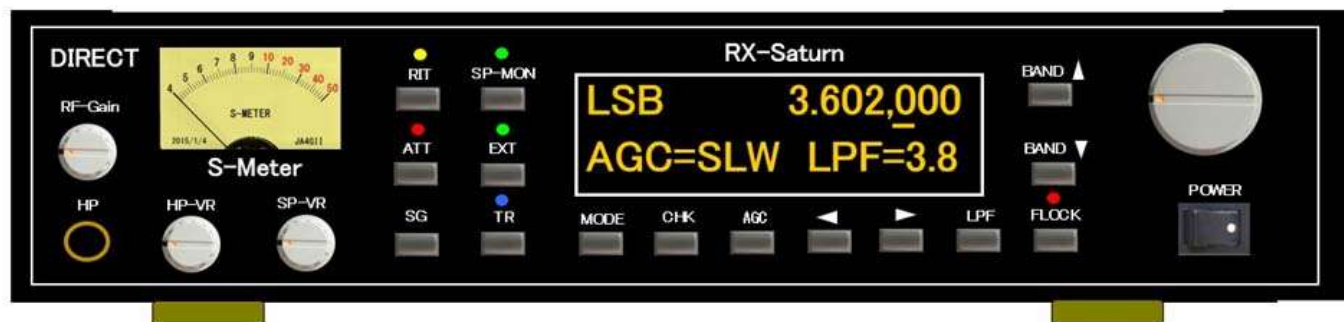 DIRECT
RX-Saturn
4 5 6 7 8 9 10 20 30 40 50
S-METER
2015/1/4 JA4GII
S-Meter
RF-Gain
HP
HP-VR
SP-VR
RIT
SP-MON
ATT
EXT
SG
TR
LSB 3.602,000
AGC=SLW LPF=3.8
MODE
CHK
AGC
◀
▶
LPF
FLOCK
BAND ▲
BAND ▼
POWER